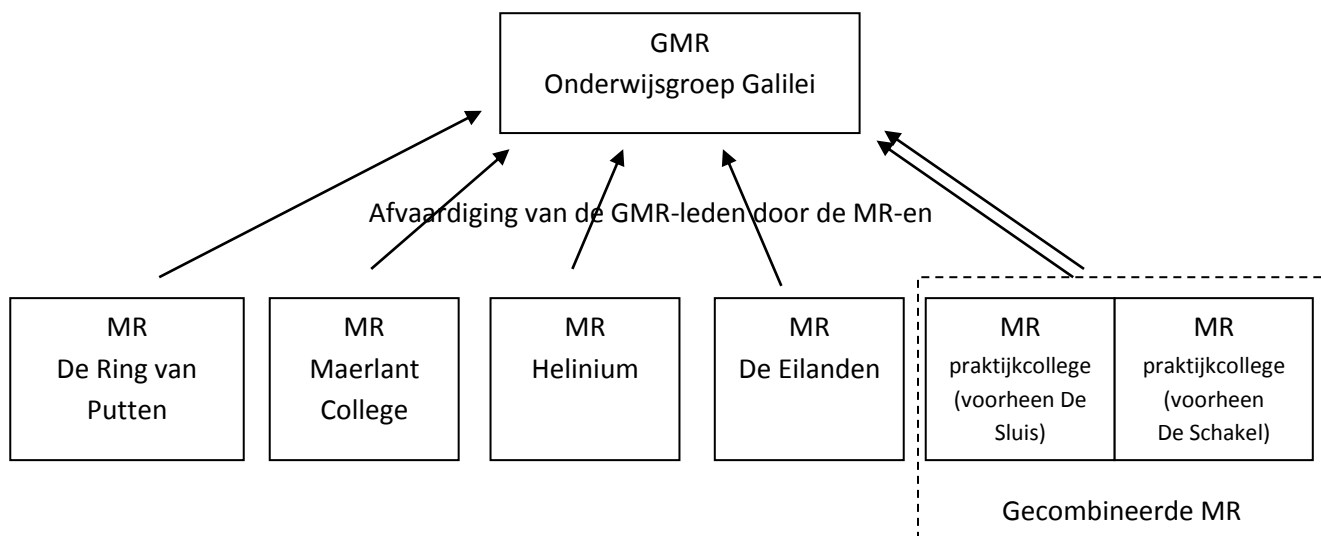 GMR
Onderwijsgroep Galilei
Afvaardiging van de GMR-leden door de MR-en
MR
De Ring van
Putten
MR
Maerlant
College
MR
Helinium
MR
De Eilanden
MR
praktijkcollege
(voorheen De
Sluis)
MR
praktijkcollege
(voorheen
De Schakel)
Gecombineerde MR